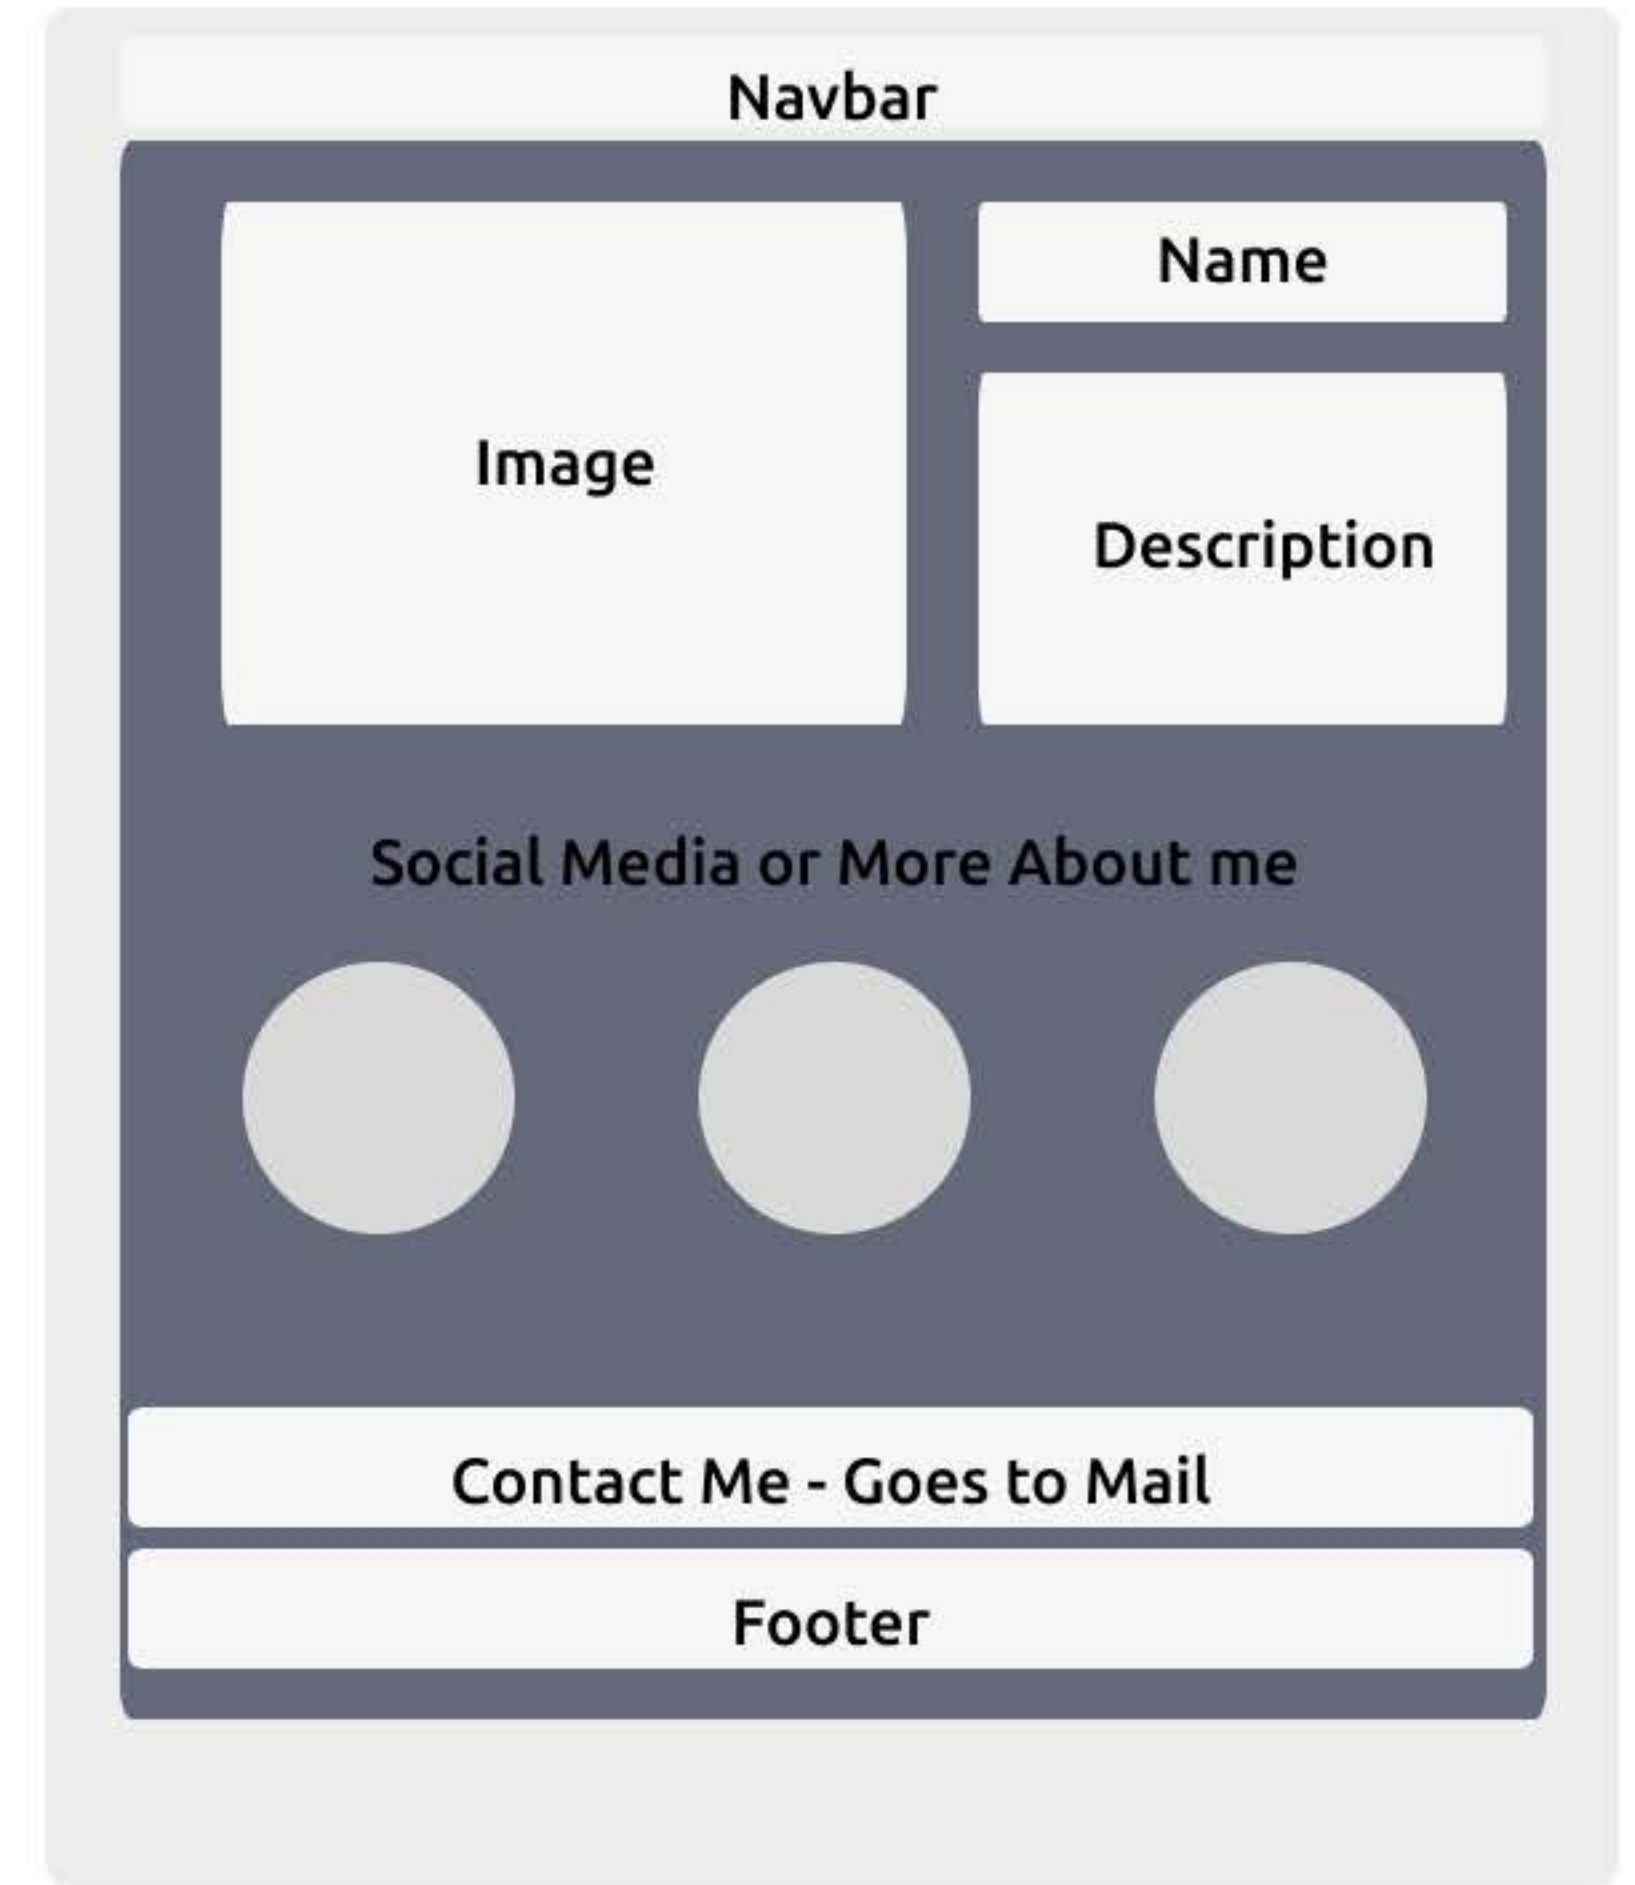 Navbar
Image
Name
Description
Social Media or More About me
Contact Me - Goes to Mail
Footer